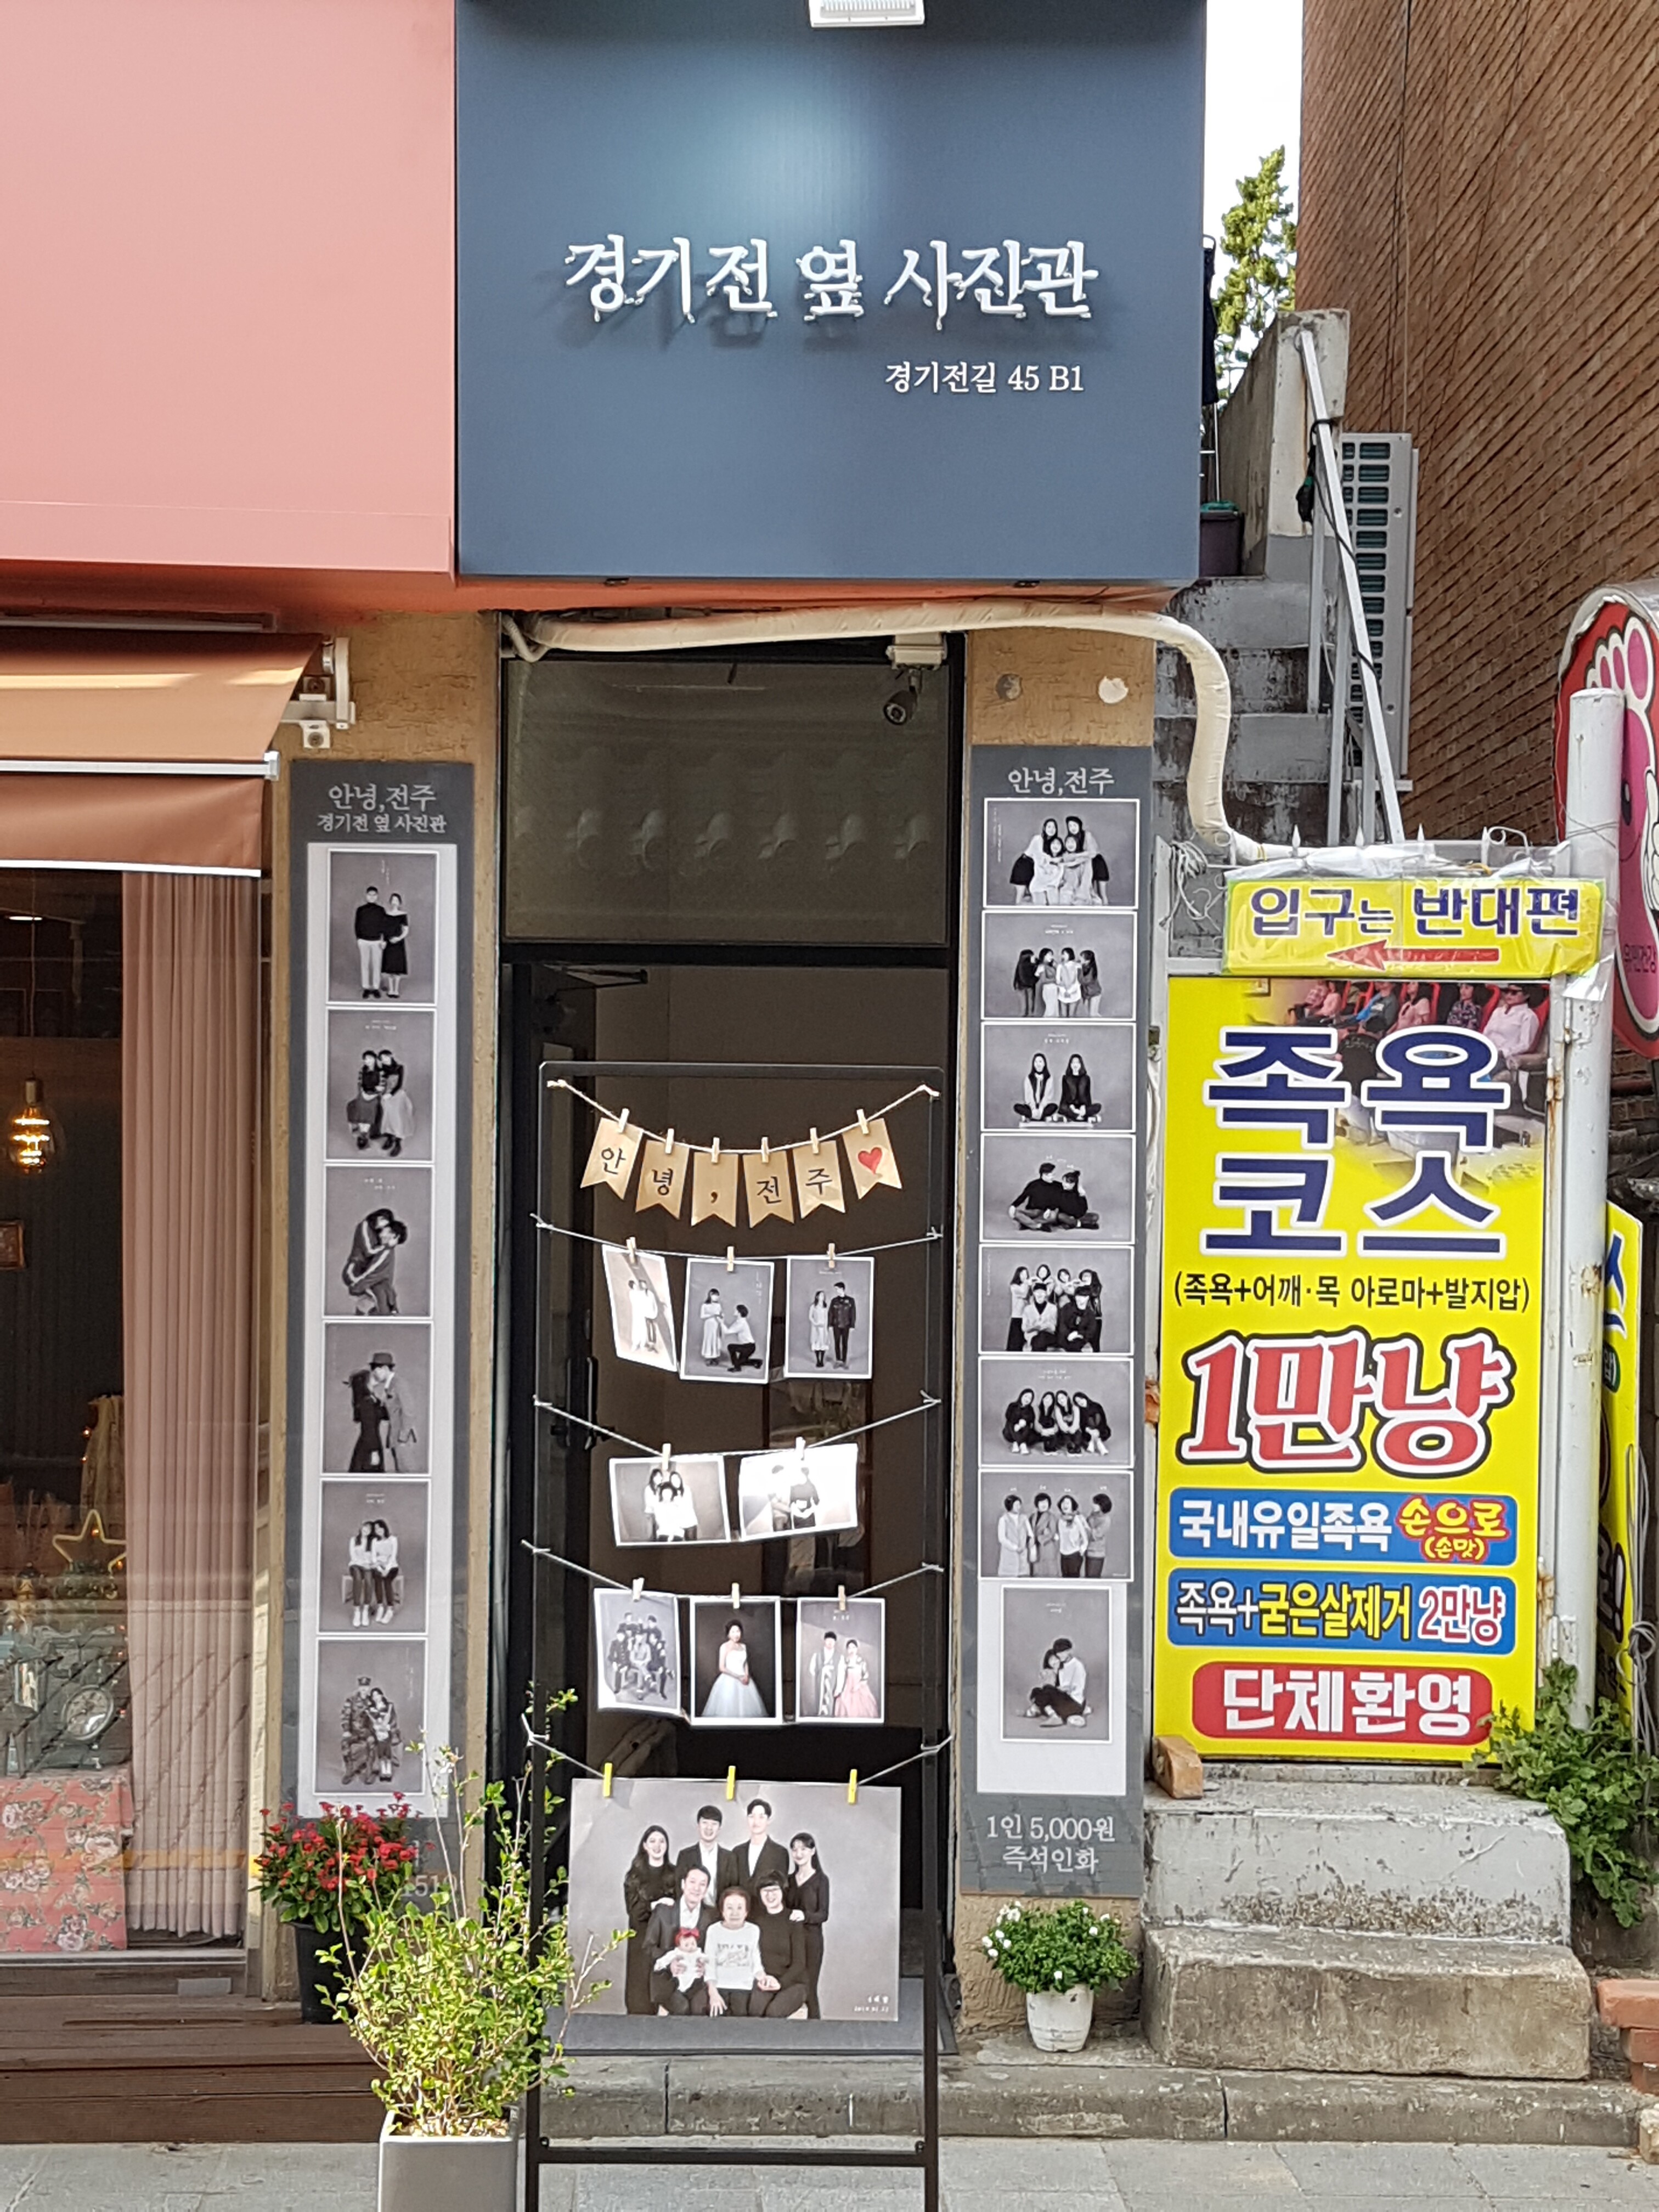 경기전 옆 사진관
경기전길 45 B1
안녕,전주
경기전 옆 사진관
안녕,전주
안녕,전주
1인 5,000원
즉석인화
입구는 반대편
족욕
코스
(족욕+어깨·목 아로마+발지압)
1만냥
국내유일족욕 손으로
(손맛)
족욕+굳은살제거 2만냥
단체환영